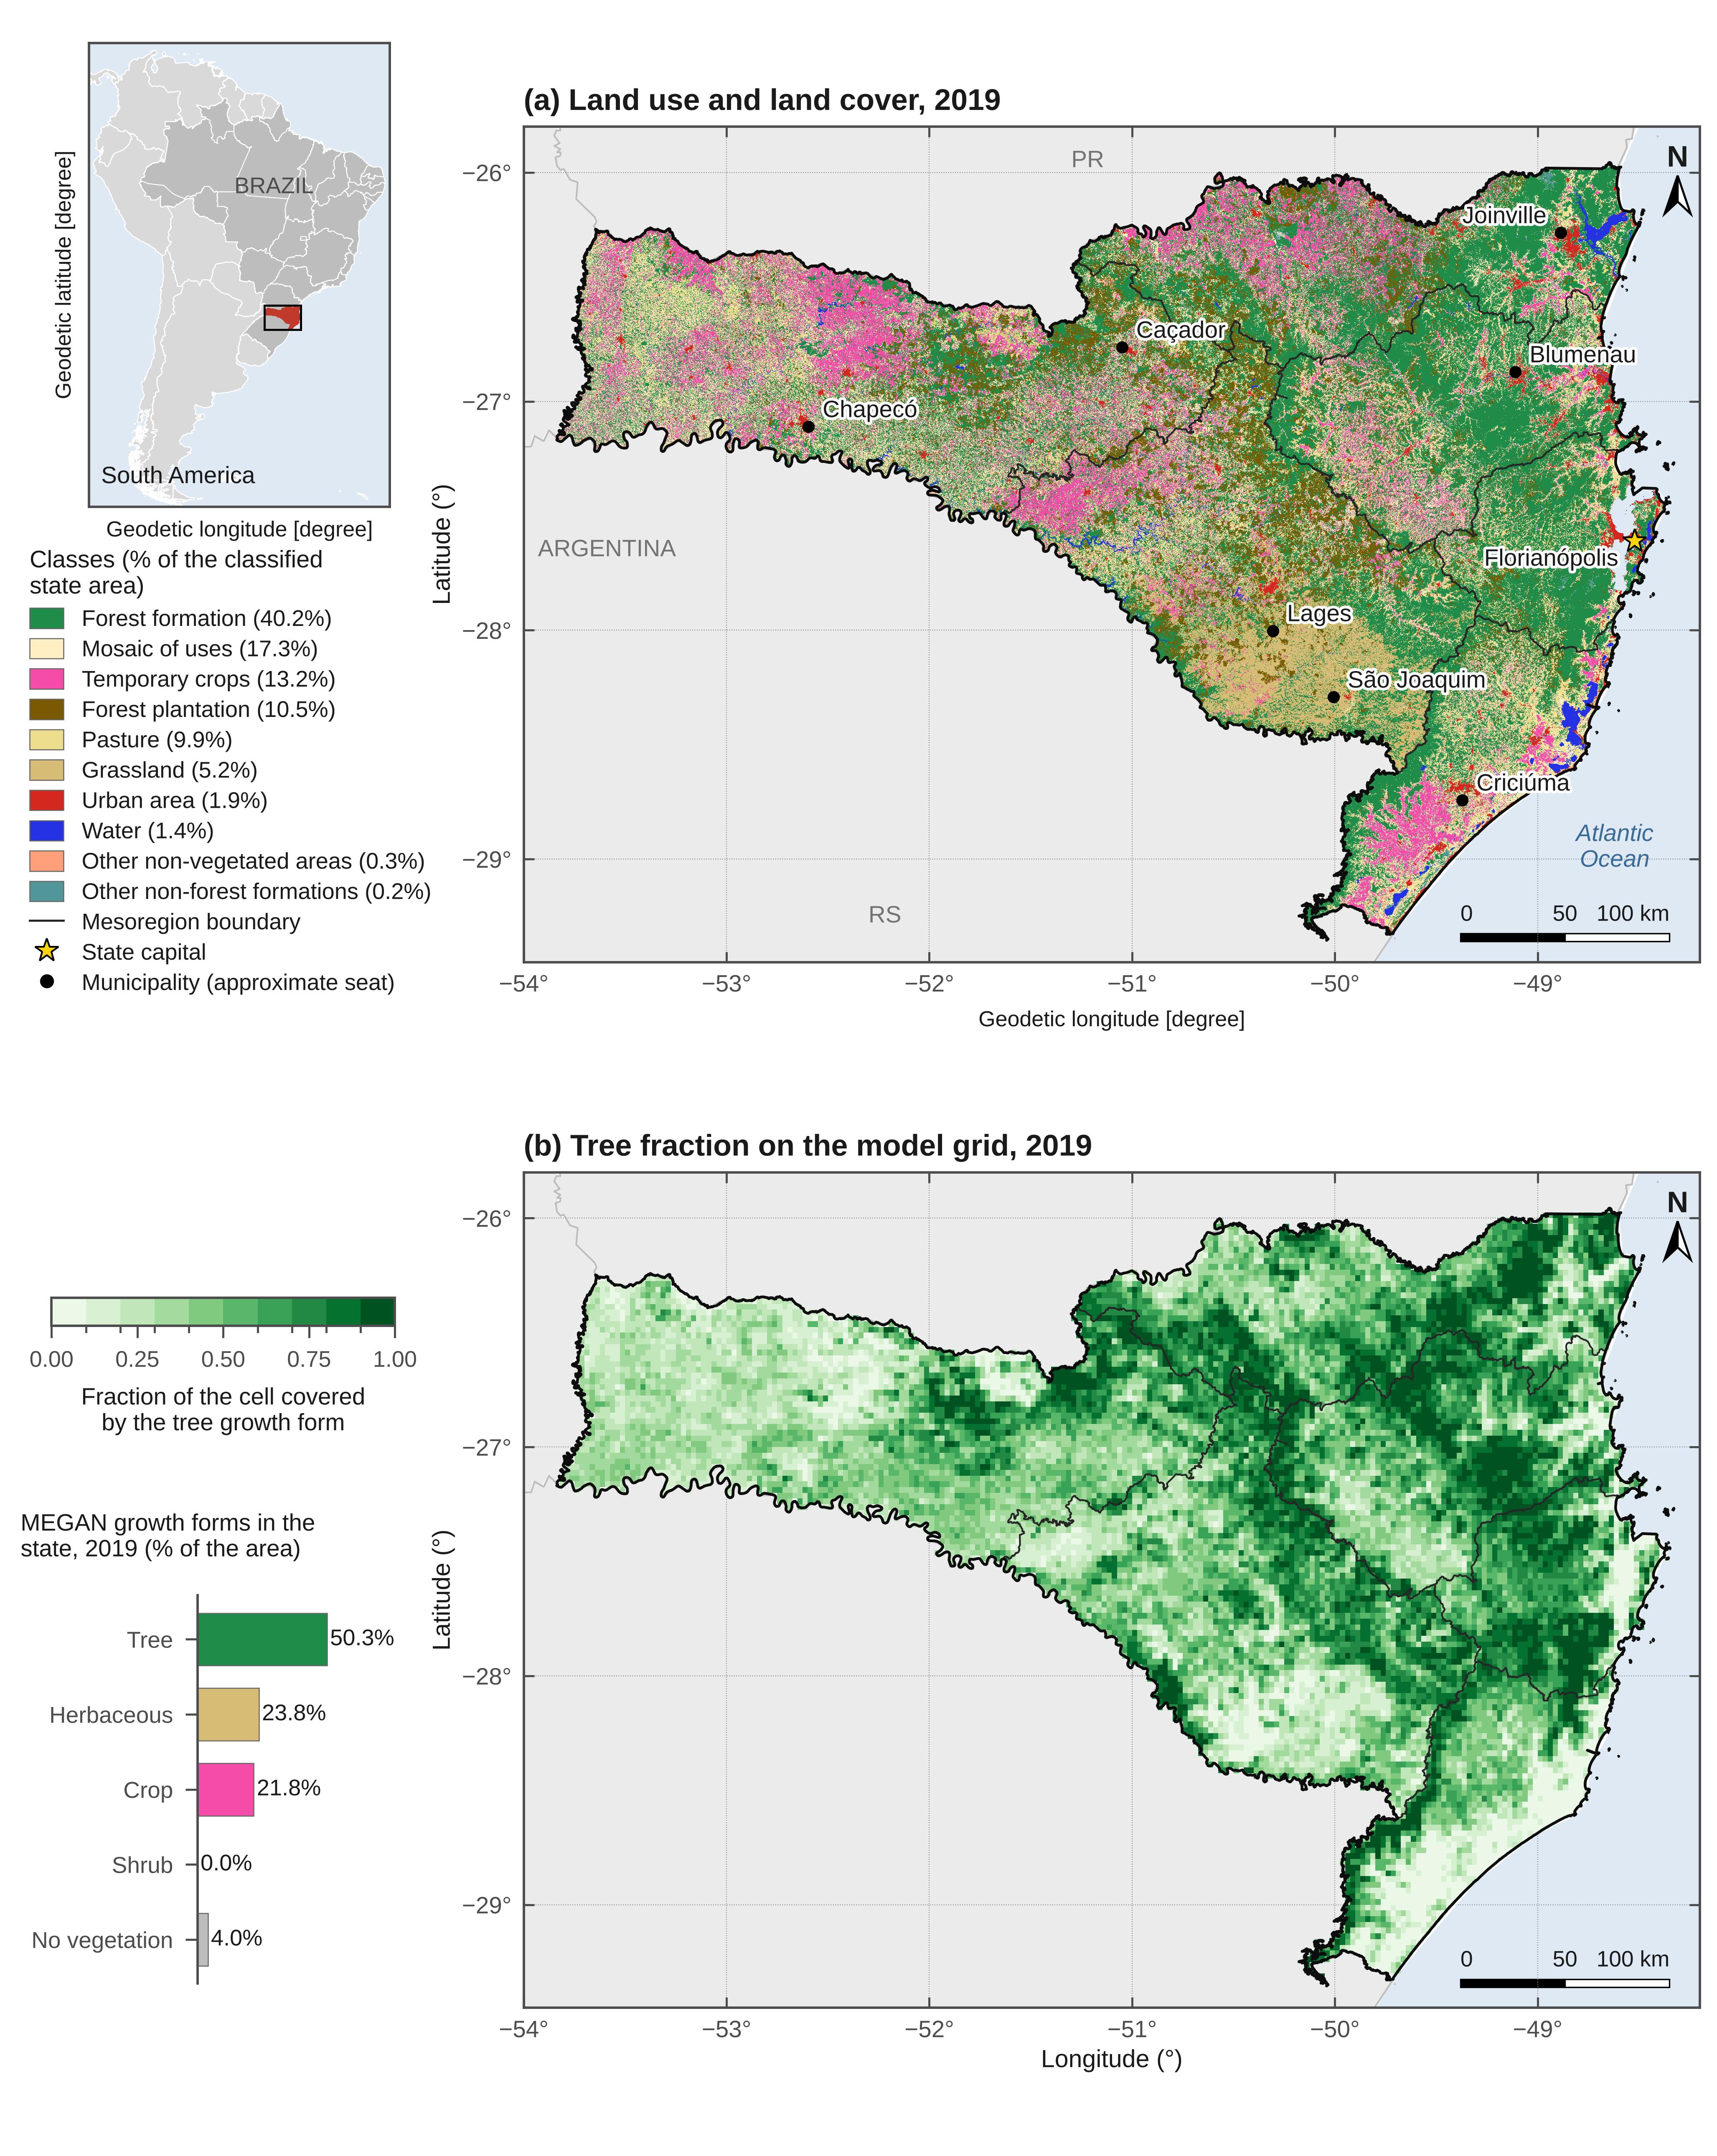 BRAZIL
South America
Geodetic latitude [degree]
Geodetic longitude [degree]
Classes (% of the classified
state area)
Forest formation (40.2%)
Mosaic of uses (17.3%)
Temporary crops (13.2%)
Forest plantation (10.5%)
Pasture (9.9%)
Grassland (5.2%)
Urban area (1.9%)
Water (1.4%)
Other non-vegetated areas (0.3%)
Other non-forest formations (0.2%)
Mesoregion boundary
State capital
Municipality (approximate seat)
(a) Land use and land cover, 2019
PR
N
Joinville
Caçador
Blumenau
Chapecó
ARGENTINA
Florianópolis
Lages
São Joaquim
Criciúma
Atlantic
Ocean
RS
0 50 100 km
−26°
−27°
−28°
−29°
Latitude (°)
−54° −53° −52° −51° −50° −49°
Geodetic longitude [degree]
(b) Tree fraction on the model grid, 2019
N
0 50 100 km
−26°
−27°
−28°
−29°
Latitude (°)
−54° −53° −52° −51° −50° −49°
Longitude (°)
0.00 0.25 0.50 0.75 1.00
Fraction of the cell covered
by the tree growth form
MEGAN growth forms in the
state, 2019 (% of the area)
Tree 50.3%
Herbaceous 23.8%
Crop 21.8%
Shrub 0.0%
No vegetation 4.0%